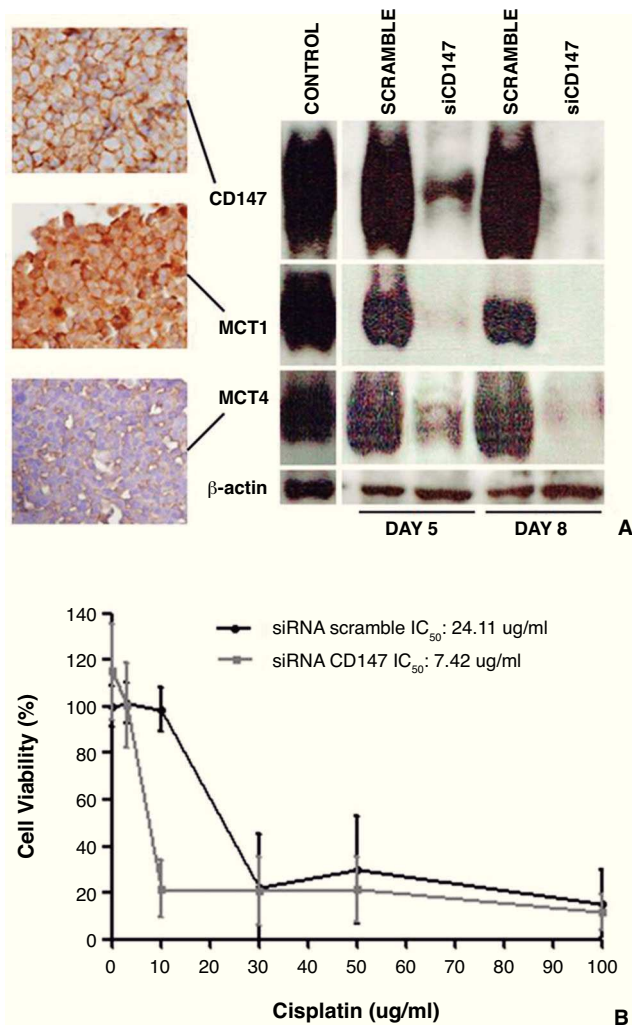 CONTROL
SCRAMBLE
siCD147
SCRAMBLE
siCD147
CD147
MCT1
MCT4
β-actin
DAY 5
DAY 8
A
140
120
100
80
60
40
20
0
Cell Viability (%)
siRNA scramble IC50: 24.11 ug/ml
siRNA CD147 IC50: 7.42 ug/ml
0 10 20 30 40 50 60 70 80 90 100
Cisplatin (ug/ml)
B